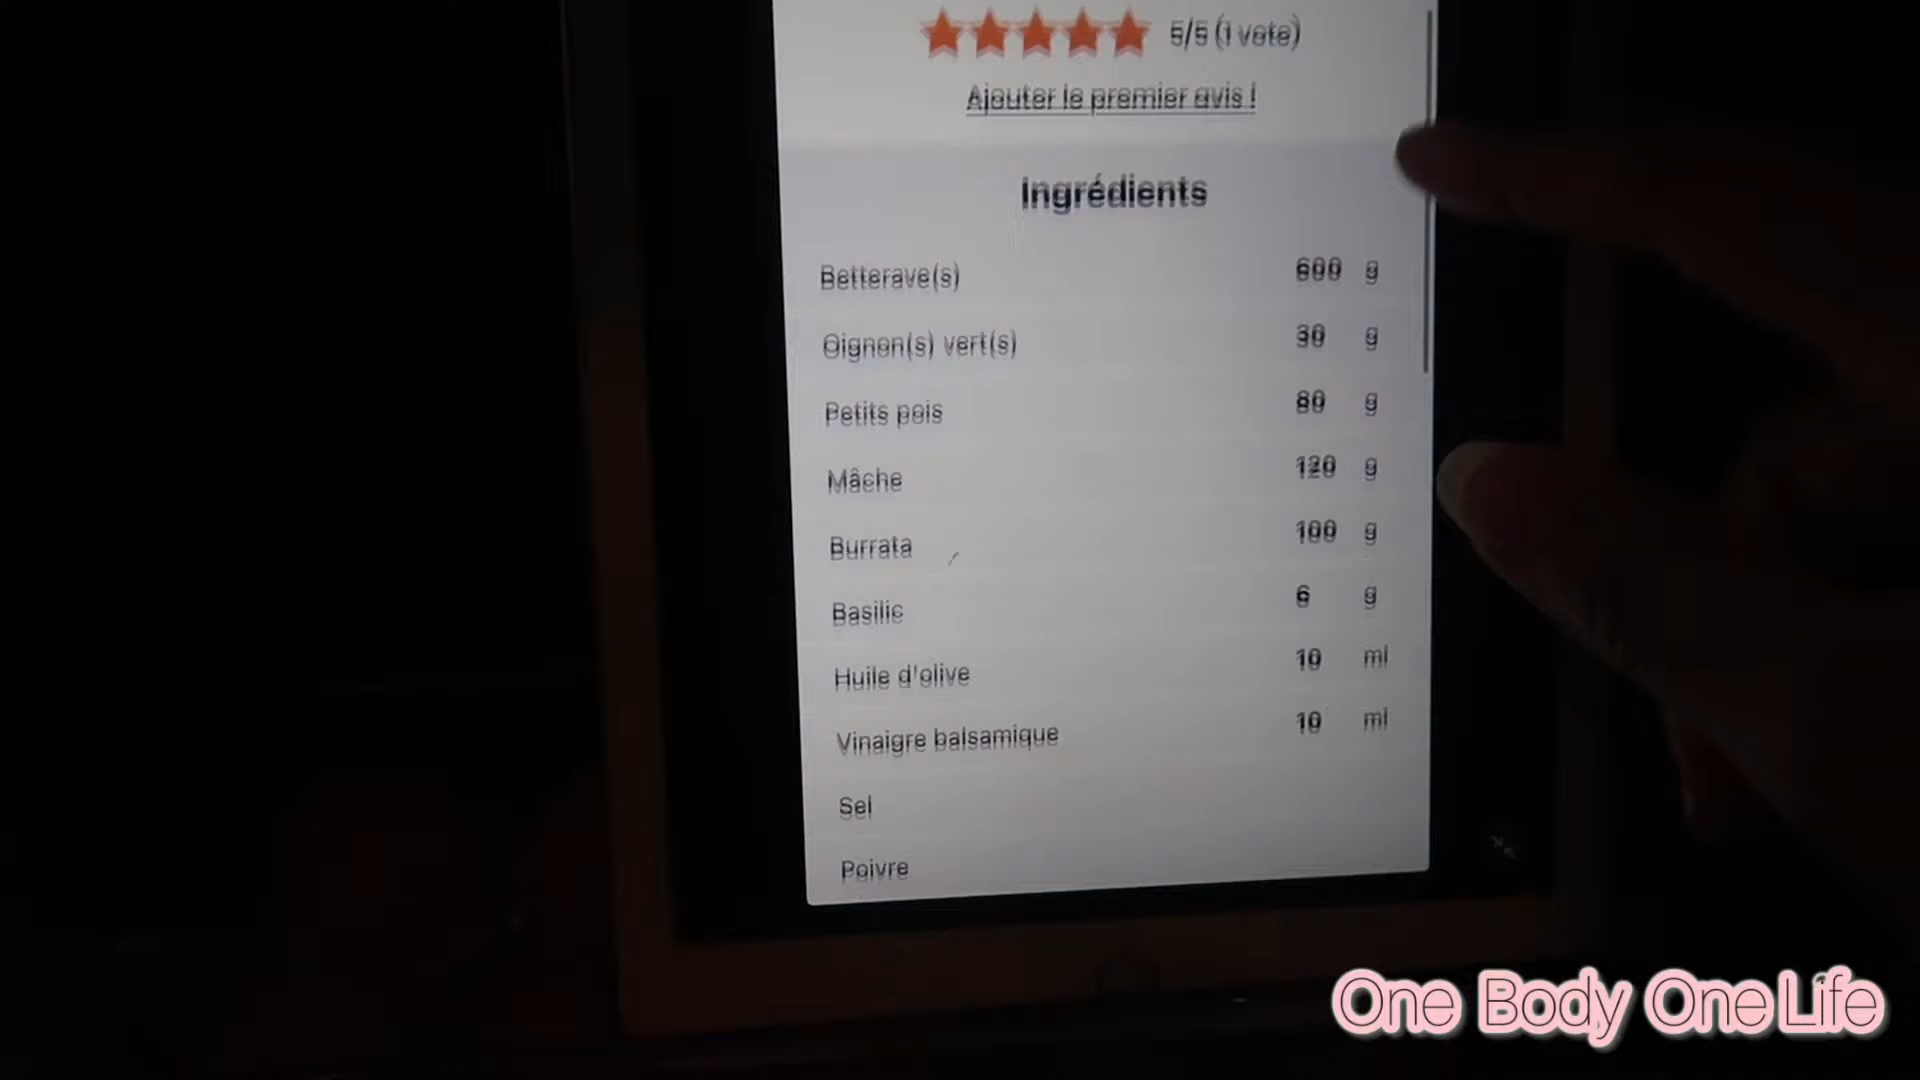 5/5 (1 vote)
Ajouter le premier avis !
Ingrédients
Betterave(s) 600 g
Oignon(s) vert(s) 30 g
Petits pois 80 g
Mâche 120 g
Burrata 100 g
Basilic 6 g
Huile d'olive 10 ml
Vinaigre balsamique 10 ml
Sel
Poivre
One Body One Life